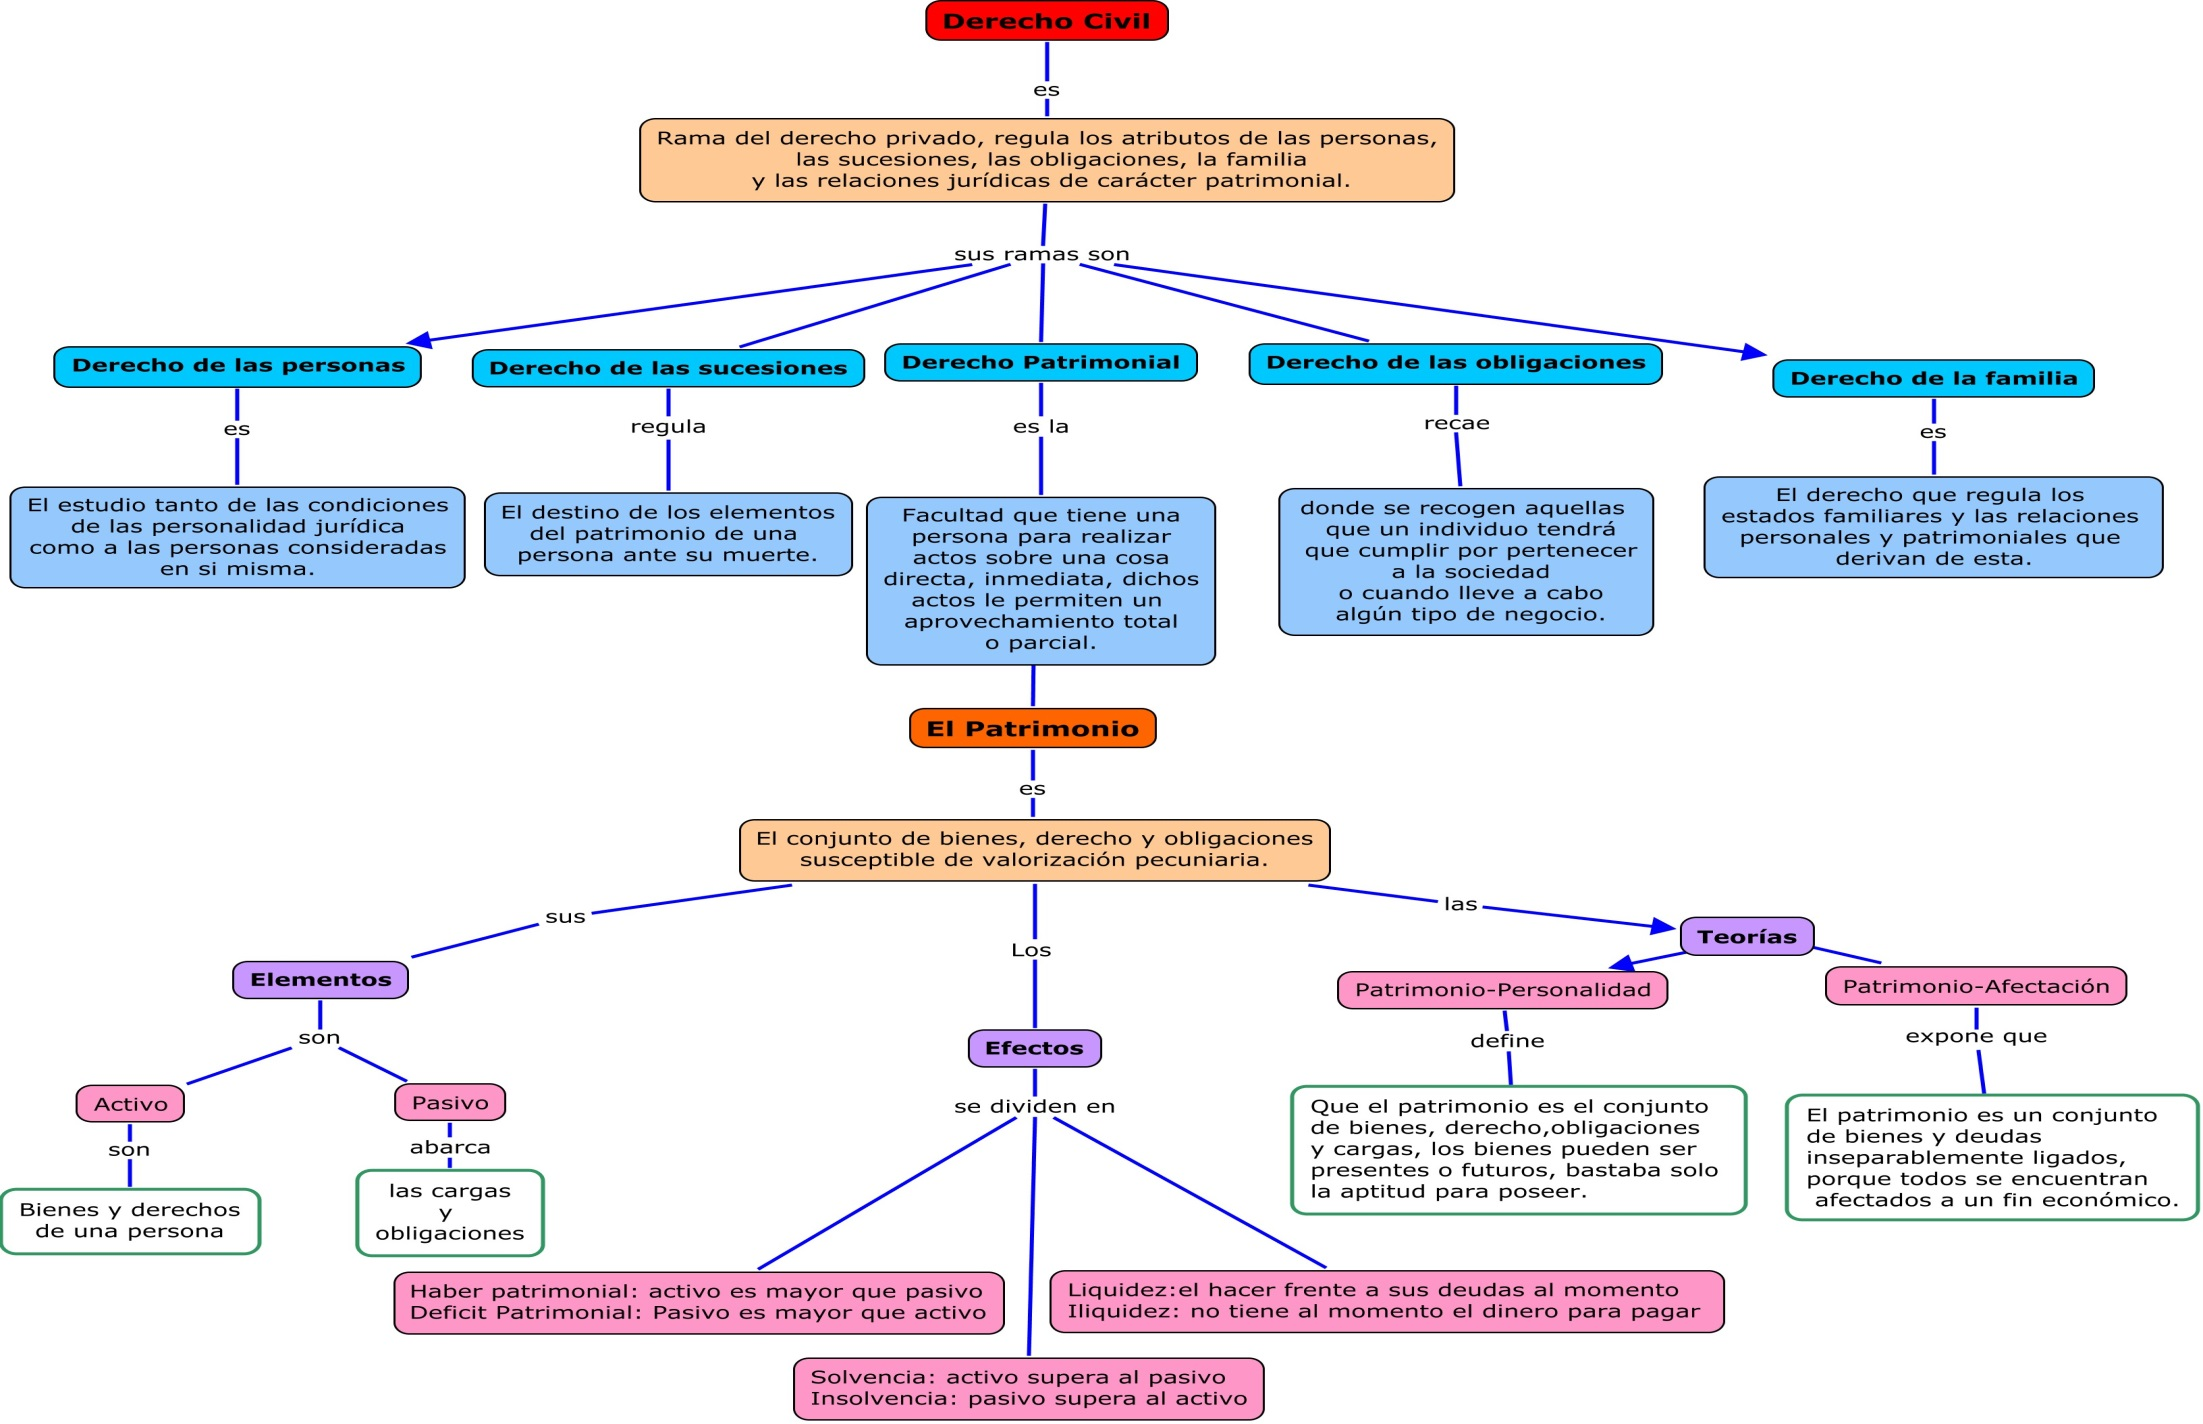 Derecho Civil
es
Rama del derecho privado, regula los atributos de las personas,
las sucesiones, las obligaciones, la familia
y las relaciones jurídicas de carácter patrimonial.
sus ramas son
Derecho de las personas
es
El estudio tanto de las condiciones
de las personalidad jurídica
como a las personas consideradas
en si misma.
Derecho de las sucesiones
regula
El destino de los elementos
del patrimonio de una
persona ante su muerte.
Derecho Patrimonial
es la
Facultad que tiene una
persona para realizar
actos sobre una cosa
directa, inmediata, dichos
actos le permiten un
aprovechamiento total
o parcial.
Derecho de las obligaciones
recae
donde se recogen aquellas
que un individuo tendrá
que cumplir por pertenecer
a la sociedad
o cuando lleve a cabo
algún tipo de negocio.
Derecho de la familia
es
El derecho que regula los
estados familiares y las relaciones
personales y patrimoniales que
derivan de esta.
El Patrimonio
es
El conjunto de bienes, derecho y obligaciones
susceptible de valorización pecuniaria.
sus
Elementos
son
Activo
son
Bienes y derechos
de una persona
Pasivo
abarca
las cargas
y
obligaciones
Los
Efectos
se dividen en
Haber patrimonial: activo es mayor que pasivo
Deficit Patrimonial: Pasivo es mayor que activo
Solvencia: activo supera al pasivo
Insolvencia: pasivo supera al activo
Liquidez:el hacer frente a sus deudas al momento
Iliquidez: no tiene al momento el dinero para pagar
las
Teorías
Patrimonio-Personalidad
define
Que el patrimonio es el conjunto
de bienes, derecho,obligaciones
y cargas, los bienes pueden ser
presentes o futuros, bastaba solo
la aptitud para poseer.
Patrimonio-Afectación
expone que
El patrimonio es un conjunto
de bienes y deudas
inseparablemente ligados,
porque todos se encuentran
afectados a un fin económico.